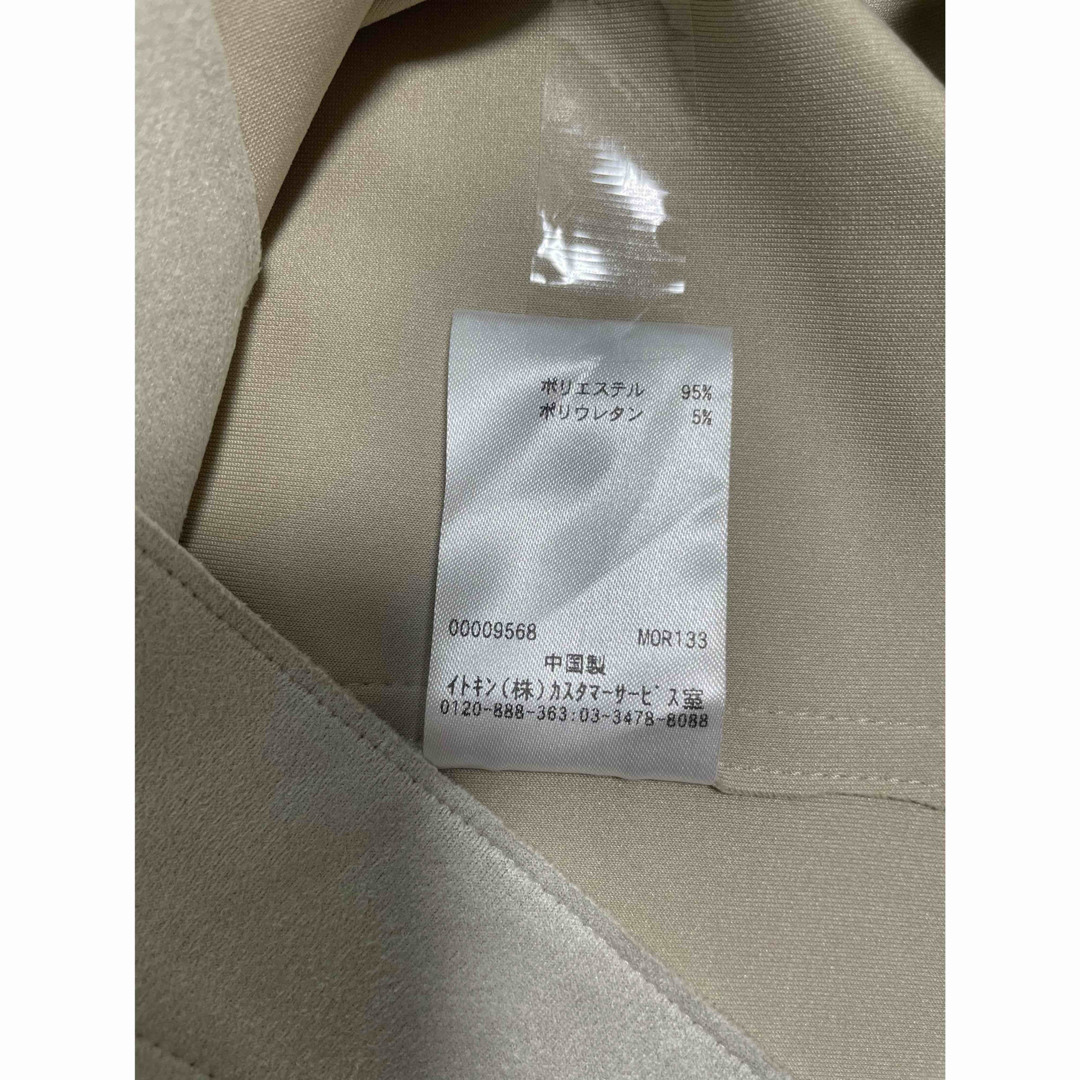 ポリエステル 95%
ポリウレタン 5%
00009568 MOR133
中国製
ｲﾄｷﾝ(株)ｶｽﾀﾏｰｻｰﾋﾞｽ室
0120-888-363:03-3478-8088